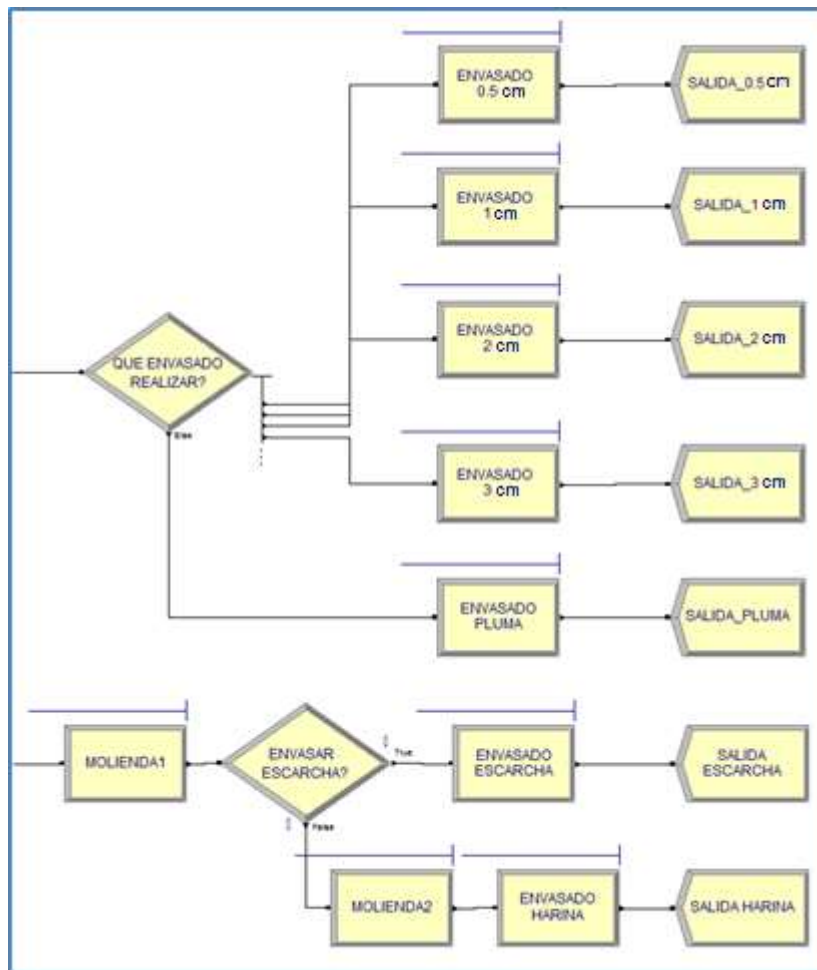 ENVASADO
0.5 cm
SALIDA_0.5 cm
ENVASADO
1 cm
SALIDA_1 cm
QUE ENVASADO
REALIZAR?
Else
ENVASADO
2 cm
SALIDA_2 cm
ENVASADO
3 cm
SALIDA_3 cm
ENVASADO
PLUMA
SALIDA_PLUMA
MOLIENDA1
ENVASAR
ESCARCHA?
True
False
ENVASADO
ESCARCHA
SALIDA
ESCARCHA
MOLIENDA2
ENVASADO
HARINA
SALIDA HARINA